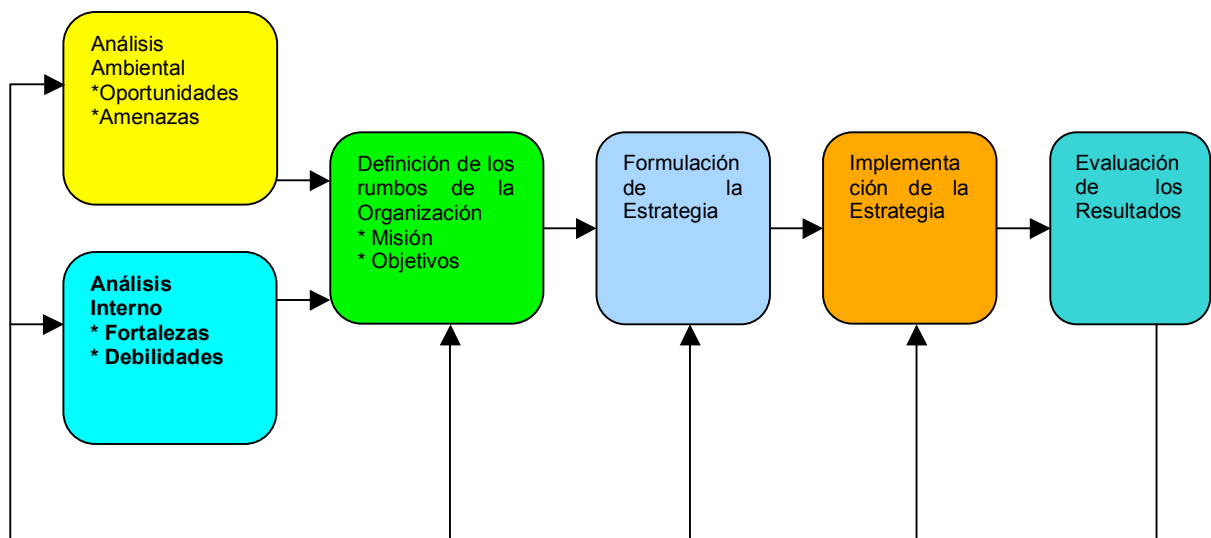 Análisis
Ambiental
*Oportunidades
*Amenazas
Análisis
Interno
* Fortalezas
* Debilidades
Definición de los
rumbos de la
Organización
* Misión
* Objetivos
Formulación
de la
Estrategia
Implementa
ción de la
Estrategia
Evaluación
de los
Resultados